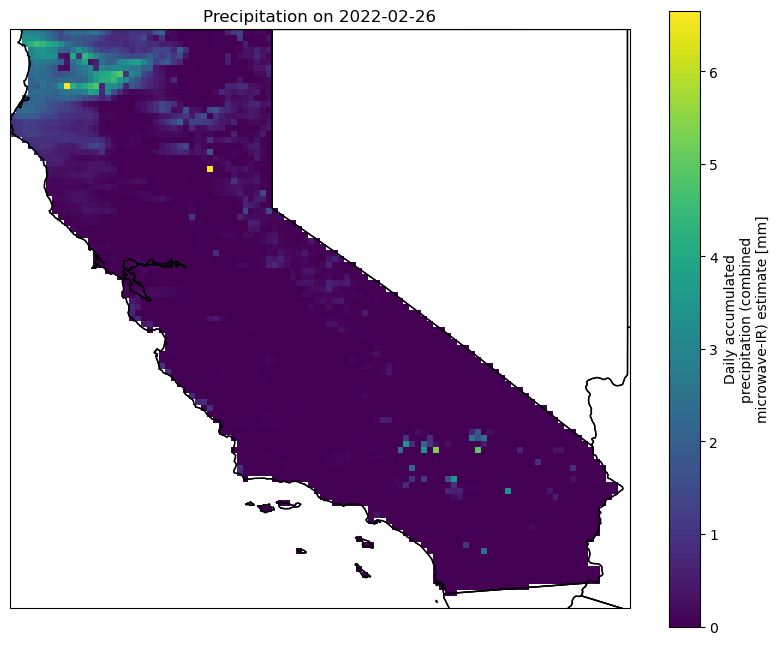 Precipitation on 2022-02-26
6
5
4
3
2
1
0
Daily accumulated
precipitation (combined
microwave-IR) estimate [mm]